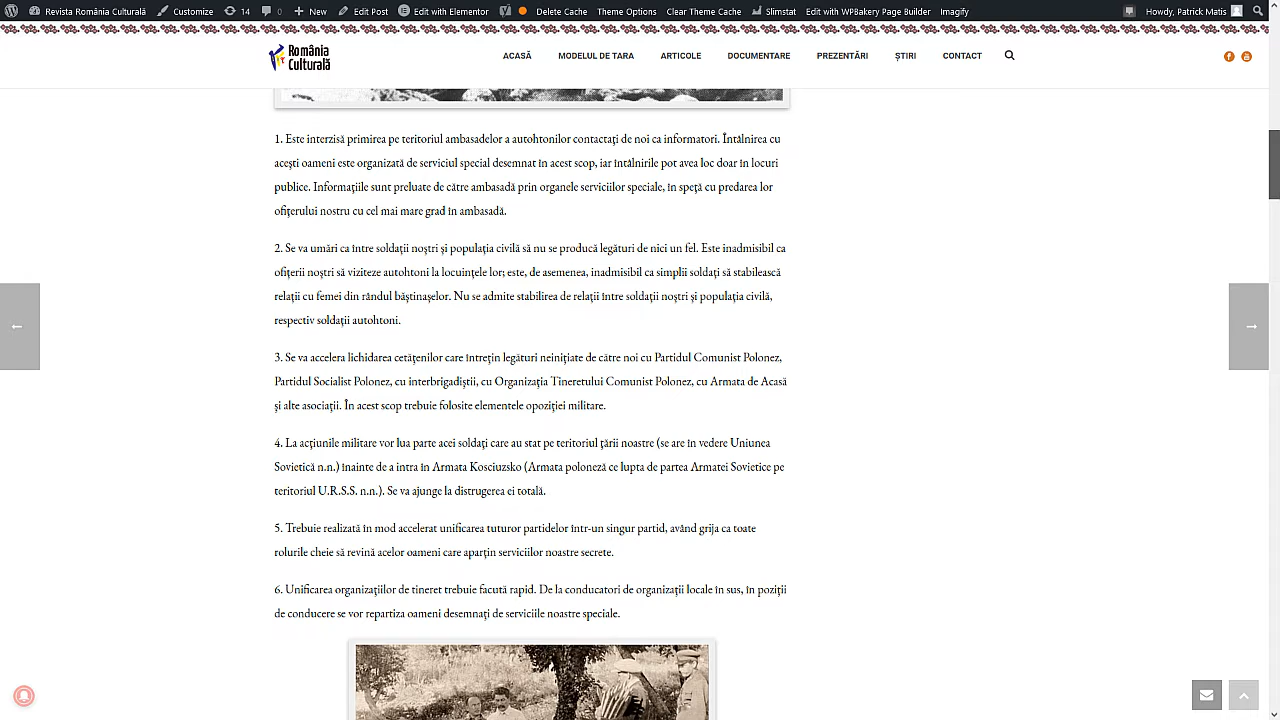 Revista Română Culturală Customize 14 0 New Edit Post Edit with Elementor Delete Cache Theme Options Clear Theme Cache Slimstat Edit with WPBakery Page Builder Imagify Howdy, Patrick Matis
România
Culturală
ACASĂ MODELUL DE TARA ARTICOLE DOCUMENTARE PREZENTĂRI ȘTIRI CONTACT
1. Este interzisă primirea pe teritoriul ambasadelor a autohtonilor contactați de noi ca informatori. Întâlnirea cu
acești oameni este organizată de serviciul special desemnat în acest scop, iar întâlnirile pot avea loc doar în locuri
publice. Informațiile sunt preluate de către ambasadă prin organele serviciilor speciale, în speță cu predarea lor
ofițerului nostru cu cel mai mare grad în ambasadă.
2. Se va umări ca între soldații noștri și populația civilă să nu se producă legături de nici un fel. Este inadmisibil ca
ofițerii noștri să viziteze autohtoni la locuințele lor; este, de asemenea, inadmisibil ca simplii soldați să stabilească
relații cu femei din rândul băștinașelor. Nu se admite stabilirea de relații între soldații noștri și populația civilă,
respectiv soldații autohtoni.
3. Se va accelera lichidarea cetățenilor care întrețin legături neinițiate de către noi cu Partidul Comunist Polonez,
Partidul Socialist Polonez, cu interbrigadiștii, cu Organizația Tineretului Comunist Polonez, cu Armata de Acasă
și alte asociații. În acest scop trebuie folosite elementele opoziției militare.
4. La acțiunile militare vor lua parte acei soldați care au stat pe teritoriul țării noastre (se are în vedere Uniunea
Sovietică n.n.) înainte de a intra în Armata Kosciuzsko (Armata poloneză ce lupta de partea Armatei Sovietice pe
teritoriul U.R.S.S. n.n.). Se va ajunge la distrugerea ei totală.
5. Trebuie realizată în mod accelerat unificarea tuturor partidelor într-un singur partid, având grija ca toate
rolurile cheie să revină acelor oameni care aparțin serviciilor noastre secrete.
6. Unificarea organizațiilor de tineret trebuie facută rapid. De la conducatori de organizații locale în sus, în poziții
de conducere se vor repartiza oameni desemnați de serviciile noastre speciale.